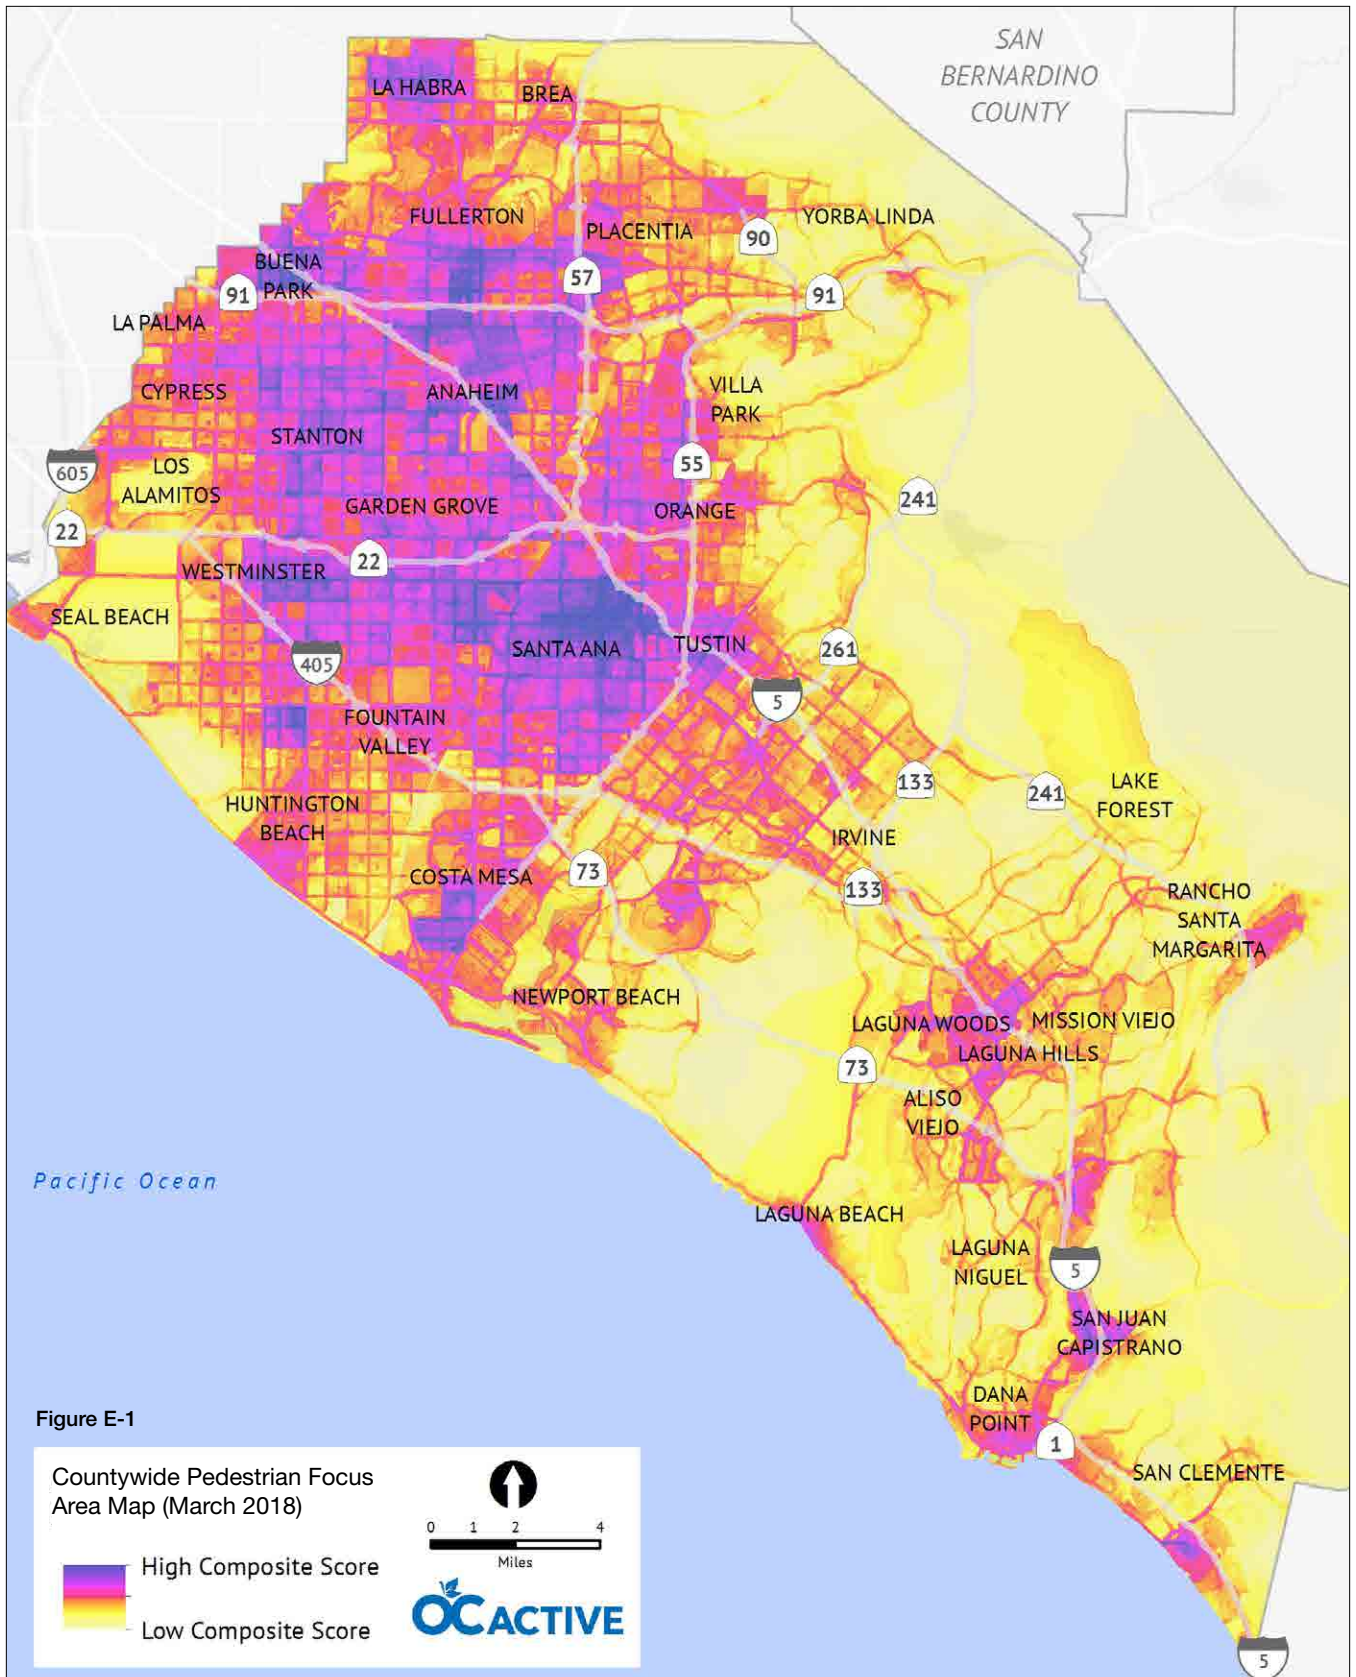 SAN
BERNARDINO
COUNTY
LA HABRA
BREA
FULLERTON
PLACENTIA
YORBA LINDA
90
BUENA
PARK
57
91
91
LA PALMA
CYPRESS
ANAHEIM
VILLA
PARK
STANTON
605
LOS
ALAMITOS
55
241
GARDEN GROVE
ORANGE
22
22
WESTMINSTER
SEAL BEACH
SANTA ANA
TUSTIN
261
405
5
FOUNTAIN
VALLEY
133
241
LAKE
FOREST
HUNTINGTON
BEACH
IRVINE
COSTA MESA
73
133
RANCHO
SANTA
MARGARITA
NEWPORT BEACH
LAGUNA WOODS
MISSION VIEJO
LAGUNA HILLS
73
ALISO
VIEJO
Pacific Ocean
LAGUNA BEACH
LAGUNA
NIGUEL
5
SAN JUAN
CAPISTRANO
DANA
POINT
1
SAN CLEMENTE
5
Figure E-1
Countywide Pedestrian Focus
Area Map (March 2018)
0 1 2 4
Miles
High Composite Score
Low Composite Score
OC ACTIVE